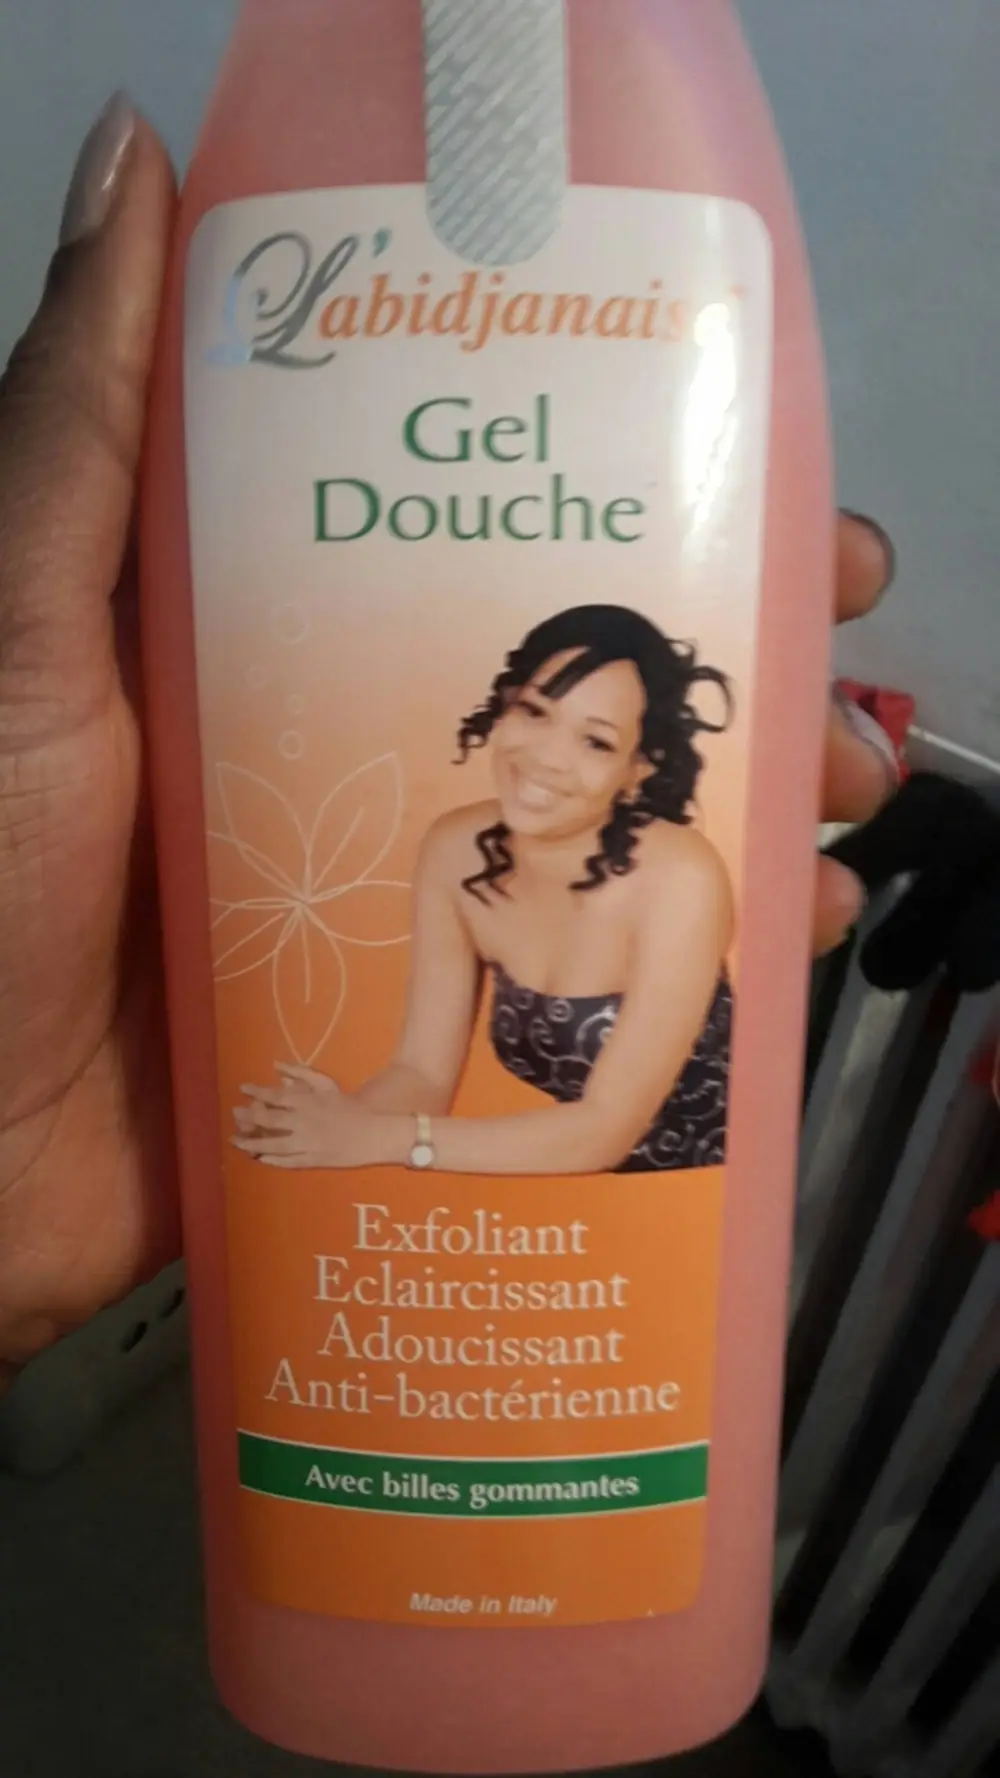 L'abidjanaise
Gel
Douche
Exfoliant
Eclaircissant
Adoucissant
Anti-bactérienne
Avec billes gommantes
Made in Italy